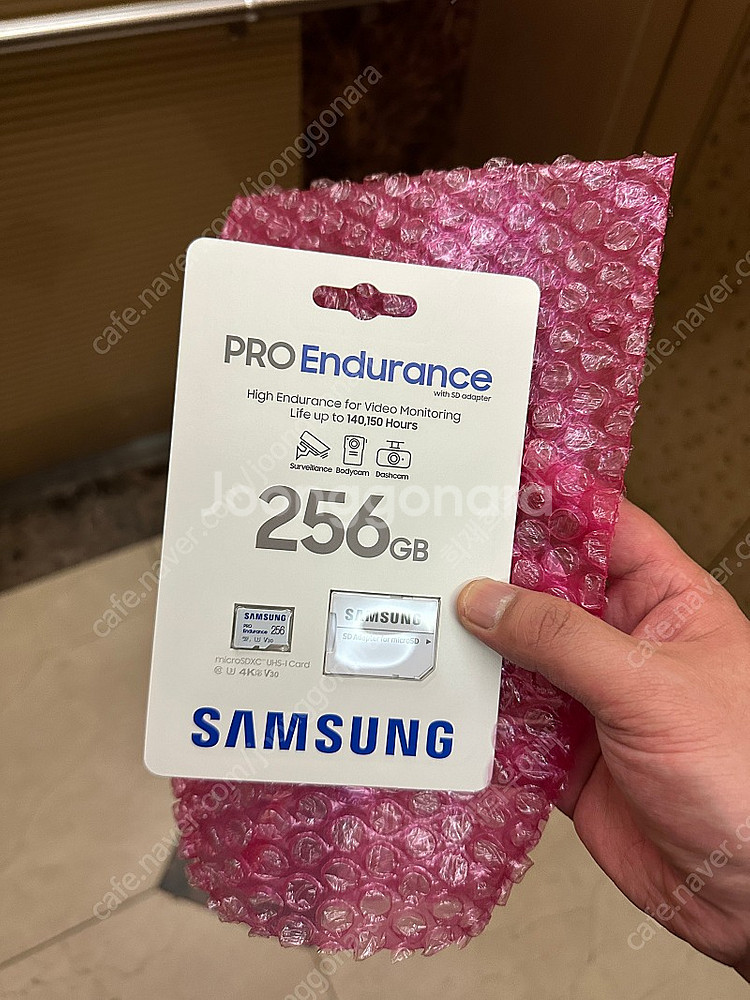 PRO Endurance
with SD adapter
High Endurance for Video Monitoring
Life up to 140,150 Hours
Surveillance Bodycam Dashcam
Joonggonara
256GB
SAMSUNG
PRO
Endurance 256
SAMSUNG
SD Adapter for microSD
microSDXC™ UHS-I Card
4K V30
SAMSUNG
cafe.naver.com/joonggonara